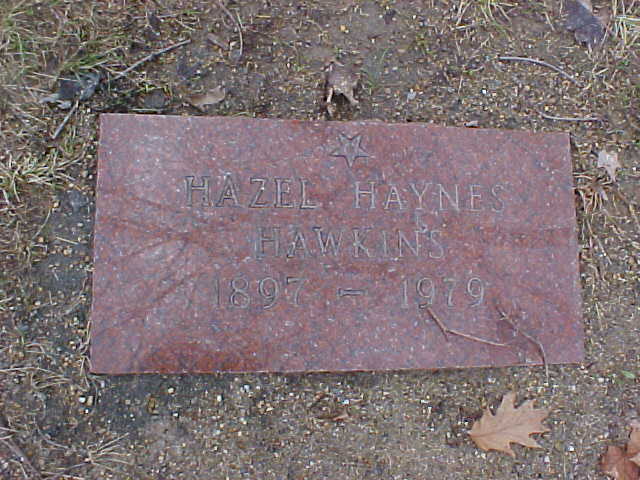 HAZEL HAYNES
HAWKINS
1897 – 1979